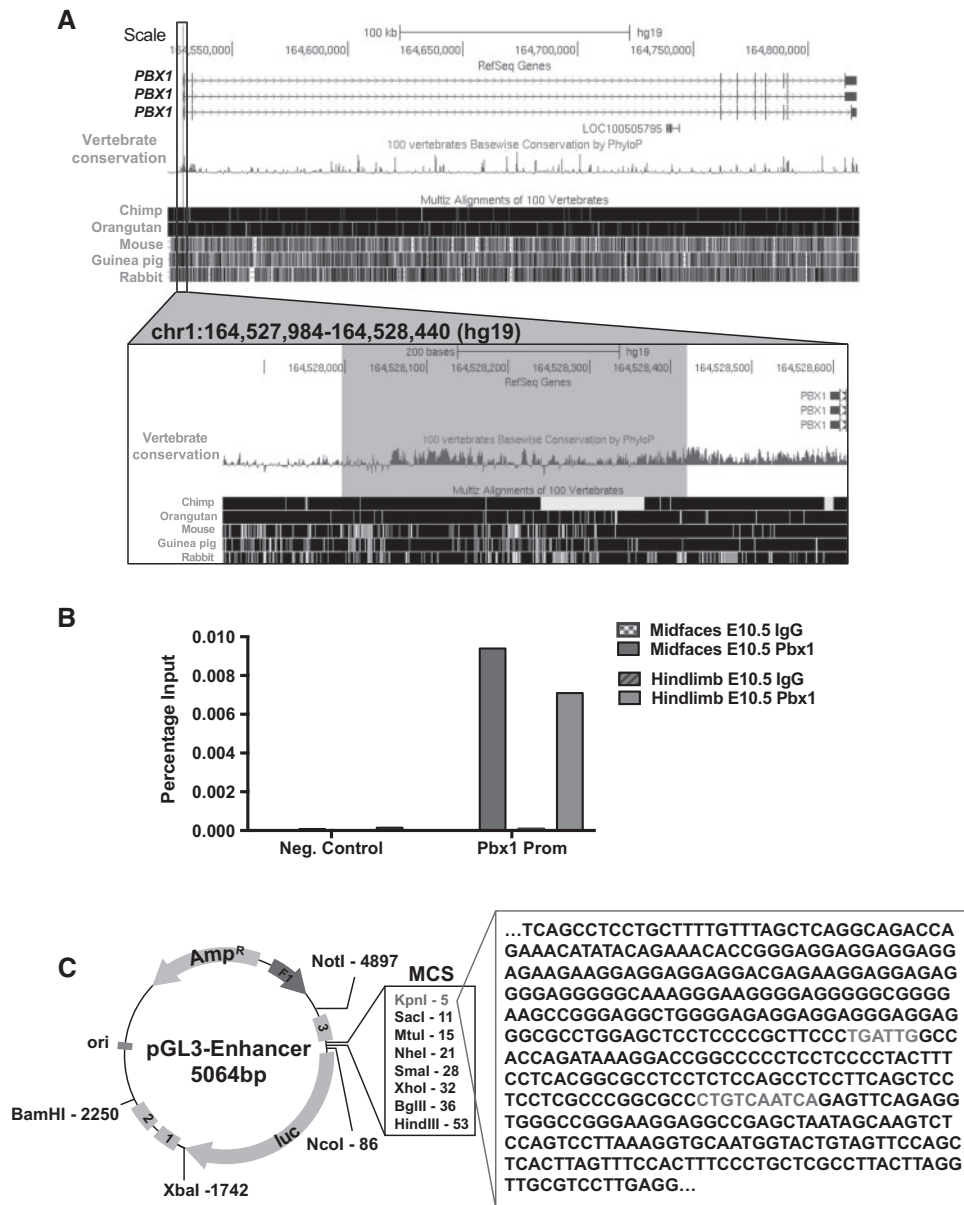 A
Scale
100 kb
hg19
164,550,000
164,600,000
164,650,000
164,700,000
164,750,000
164,800,000
RefSeq Genes
PBX1
PBX1
PBX1
LOC100505795
Vertebrate
conservation
100 vertebrates Basewise Conservation by PhyloP
Multiz Alignments of 100 Vertebrates
Chimp
Orangutan
Mouse
Guinea pig
Rabbit
chr1:164,527,984-164,528,440 (hg19)
200 bases
hg19
164,528,000
164,528,100
164,528,200
164,528,300
164,528,400
164,528,500
164,528,600
RefSeq Genes
PBX1
PBX1
PBX1
Vertebrate
conservation
100 vertebrates Basewise Conservation by PhyloP
Multiz Alignments of 100 Vertebrates
Chimp
Orangutan
Mouse
Guinea pig
Rabbit
B
Percentage Input
0.010
0.008
0.006
0.004
0.002
0.000
Neg. Control
Pbx1 Prom
Midfaces E10.5 IgG
Midfaces E10.5 Pbx1
Hindlimb E10.5 IgG
Hindlimb E10.5 Pbx1
C
AmpR
F1
NotI - 4897
3
ori
pGL3-Enhancer
5064bp
BamHI - 2250
2
1
luc
NcoI - 86
XbaI -1742
MCS
KpnI - 5
SacI - 11
MtuI - 15
NheI - 21
SmaI - 28
XhoI - 32
BglII - 36
HindIII - 53
...TCAGCCTCCTGCTTTTGTTTAGCTCAGGCAGACCA
GAAACATATACAGAAACACCGGGAGGAGGAGGAGG
AGAAGAAGGAGGAGGAGGACGAGAAGGAGGAGAG
GGGAGGGGGCAAAGGGAAGGGGAGGGGGCGGGG
AAGCCGGGAGGCTGGGGAGAGGAGGAGGGAGGAG
GGCGCCTGGAGCTCCTCCCCGCTTCCCTGATTGGCC
ACCAGATAAAGGACCGGCCCCCTCCTCCCCTACTTT
CCTCACGGCGCCTCCTCTCCAGCCTCCTTCAGCTCC
TCCTCGCCCGGCGCCCTGTCAATCAGAGTTCAGAGG
TGGGCCGGGAAGGAGGCCGAGCTAATAGCAAGTCT
CCAGTCCTTAAAGGTGCAATGGTACTGTAGTTCCAGC
TCACTTAGTTTCCACTTTCCCTGCTCGCCTTACTTAGG
TTGCGTCCTTGAGG...